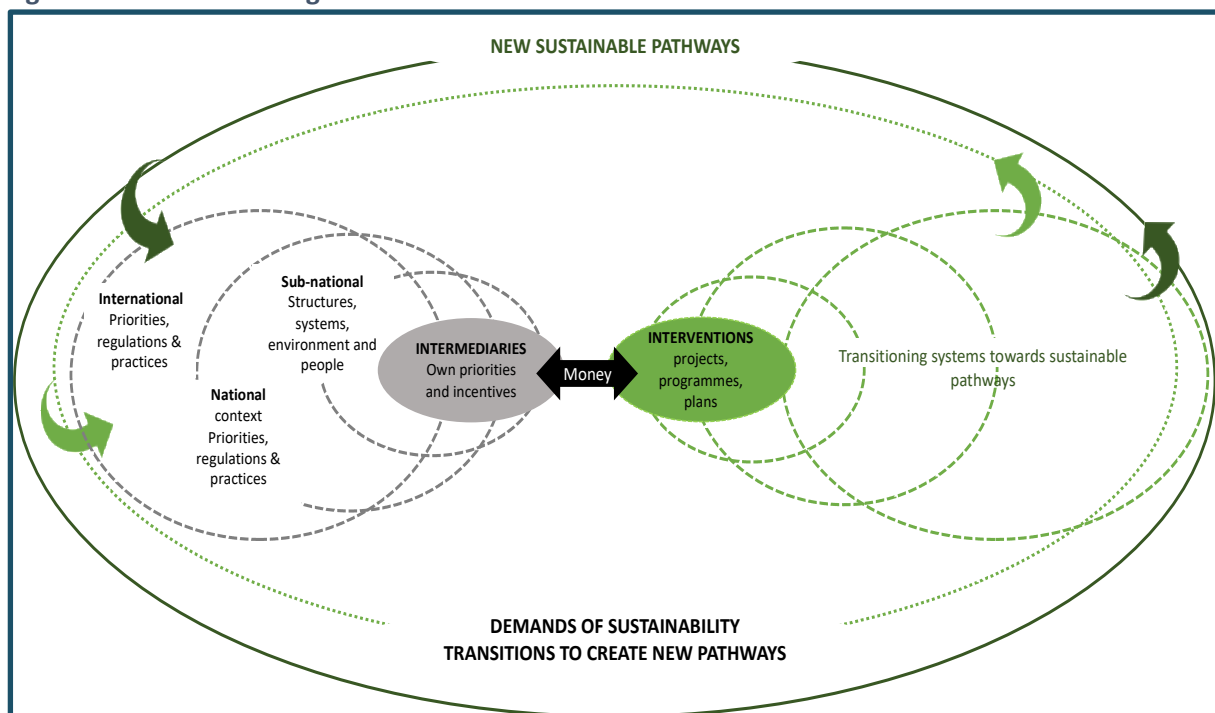 NEW SUSTAINABLE PATHWAYS
International
Priorities,
regulations &
practices
Sub-national
Structures,
systems,
environment and
people
National
context
Priorities,
regulations &
practices
INTERMEDIARIES
Own priorities
and incentives
Money
INTERVENTIONS
projects,
programmes,
plans
Transitioning systems towards sustainable
pathways
DEMANDS OF SUSTAINABILITY
TRANSITIONS TO CREATE NEW PATHWAYS